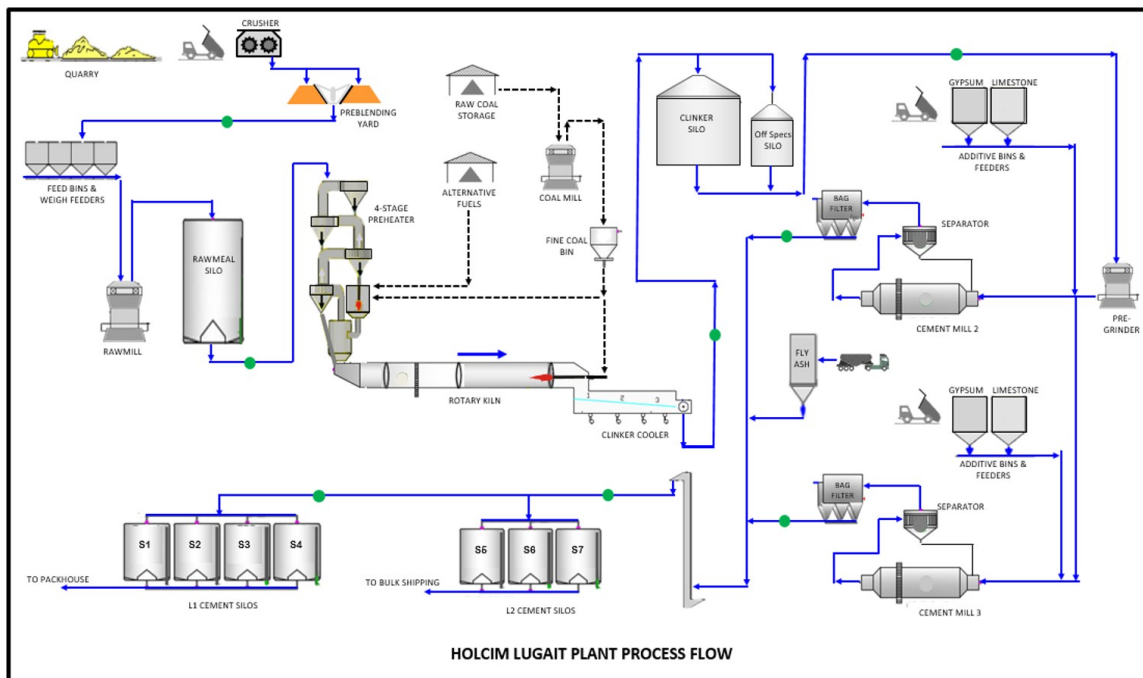 CRUSHER
QUARRY
PREBLENDING
YARD
FEED BINS &
WEIGH FEEDERS
RAWMILL
RAWMEAL
SILO
4-STAGE
PREHEATER
RAW COAL
STORAGE
ALTERNATIVE
FUELS
COAL MILL
FINE COAL
BIN
ROTARY KILN
1
2
3
CLINKER COOLER
CLINKER
SILO
Off Specs
SILO
GYPSUM LIMESTONE
ADDITIVE BINS &
FEEDERS
BAG
FILTER
SEPARATOR
CEMENT MILL 2
PRE-
GRINDER
FLY
ASH
GYPSUM LIMESTONE
ADDITIVE BINS &
FEEDERS
BAG
FILTER
SEPARATOR
CEMENT MILL 3
S1 S2 S3 S4
TO PACKHOUSE
L1 CEMENT SILOS
S5 S6 S7
TO BULK SHIPPING
L2 CEMENT SILOS
HOLCIM LUGAIT PLANT PROCESS FLOW